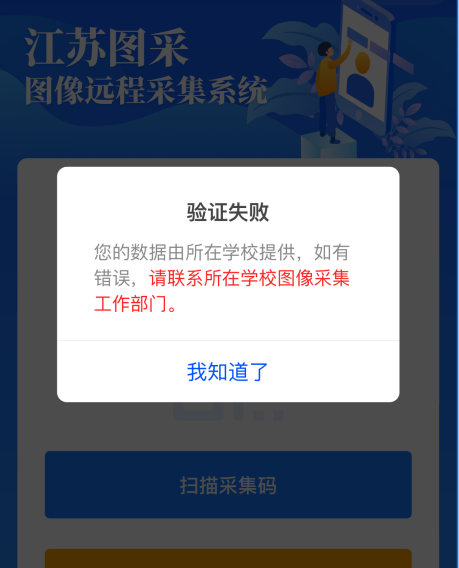 江苏图采
图像远程采集系统
验证失败
您的数据由所在学校提供，如有
错误，请联系所在学校图像采集
工作部门。
我知道了
扫描采集码